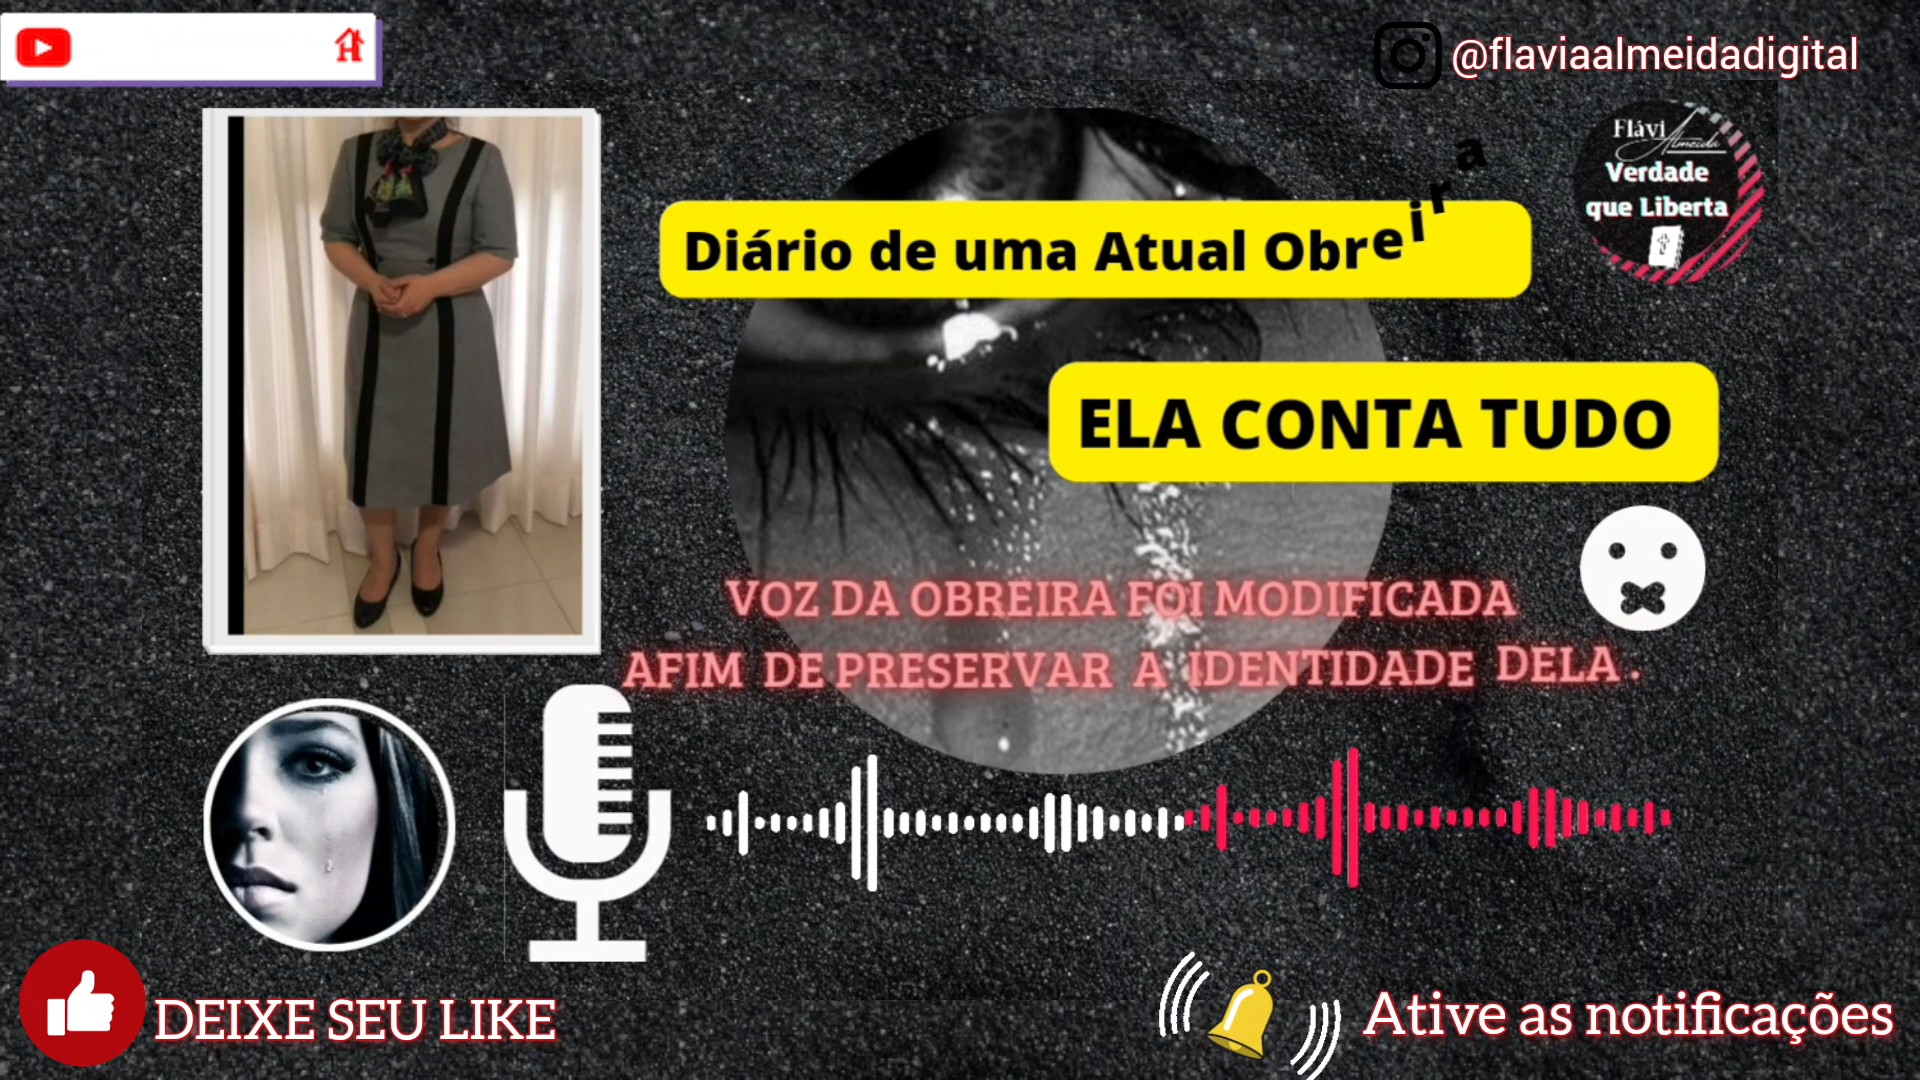 @flaviaalmeidadigital
Flávi
Almeida
Verdade
que Liberta
Diário de uma Atual Obreira
ELA CONTA TUDO
VOZ DA OBREIRA FOI MODIFICADA
AFIM DE PRESERVAR A IDENTIDADE DELA .
DEIXE SEU LIKE
Ative as notificações